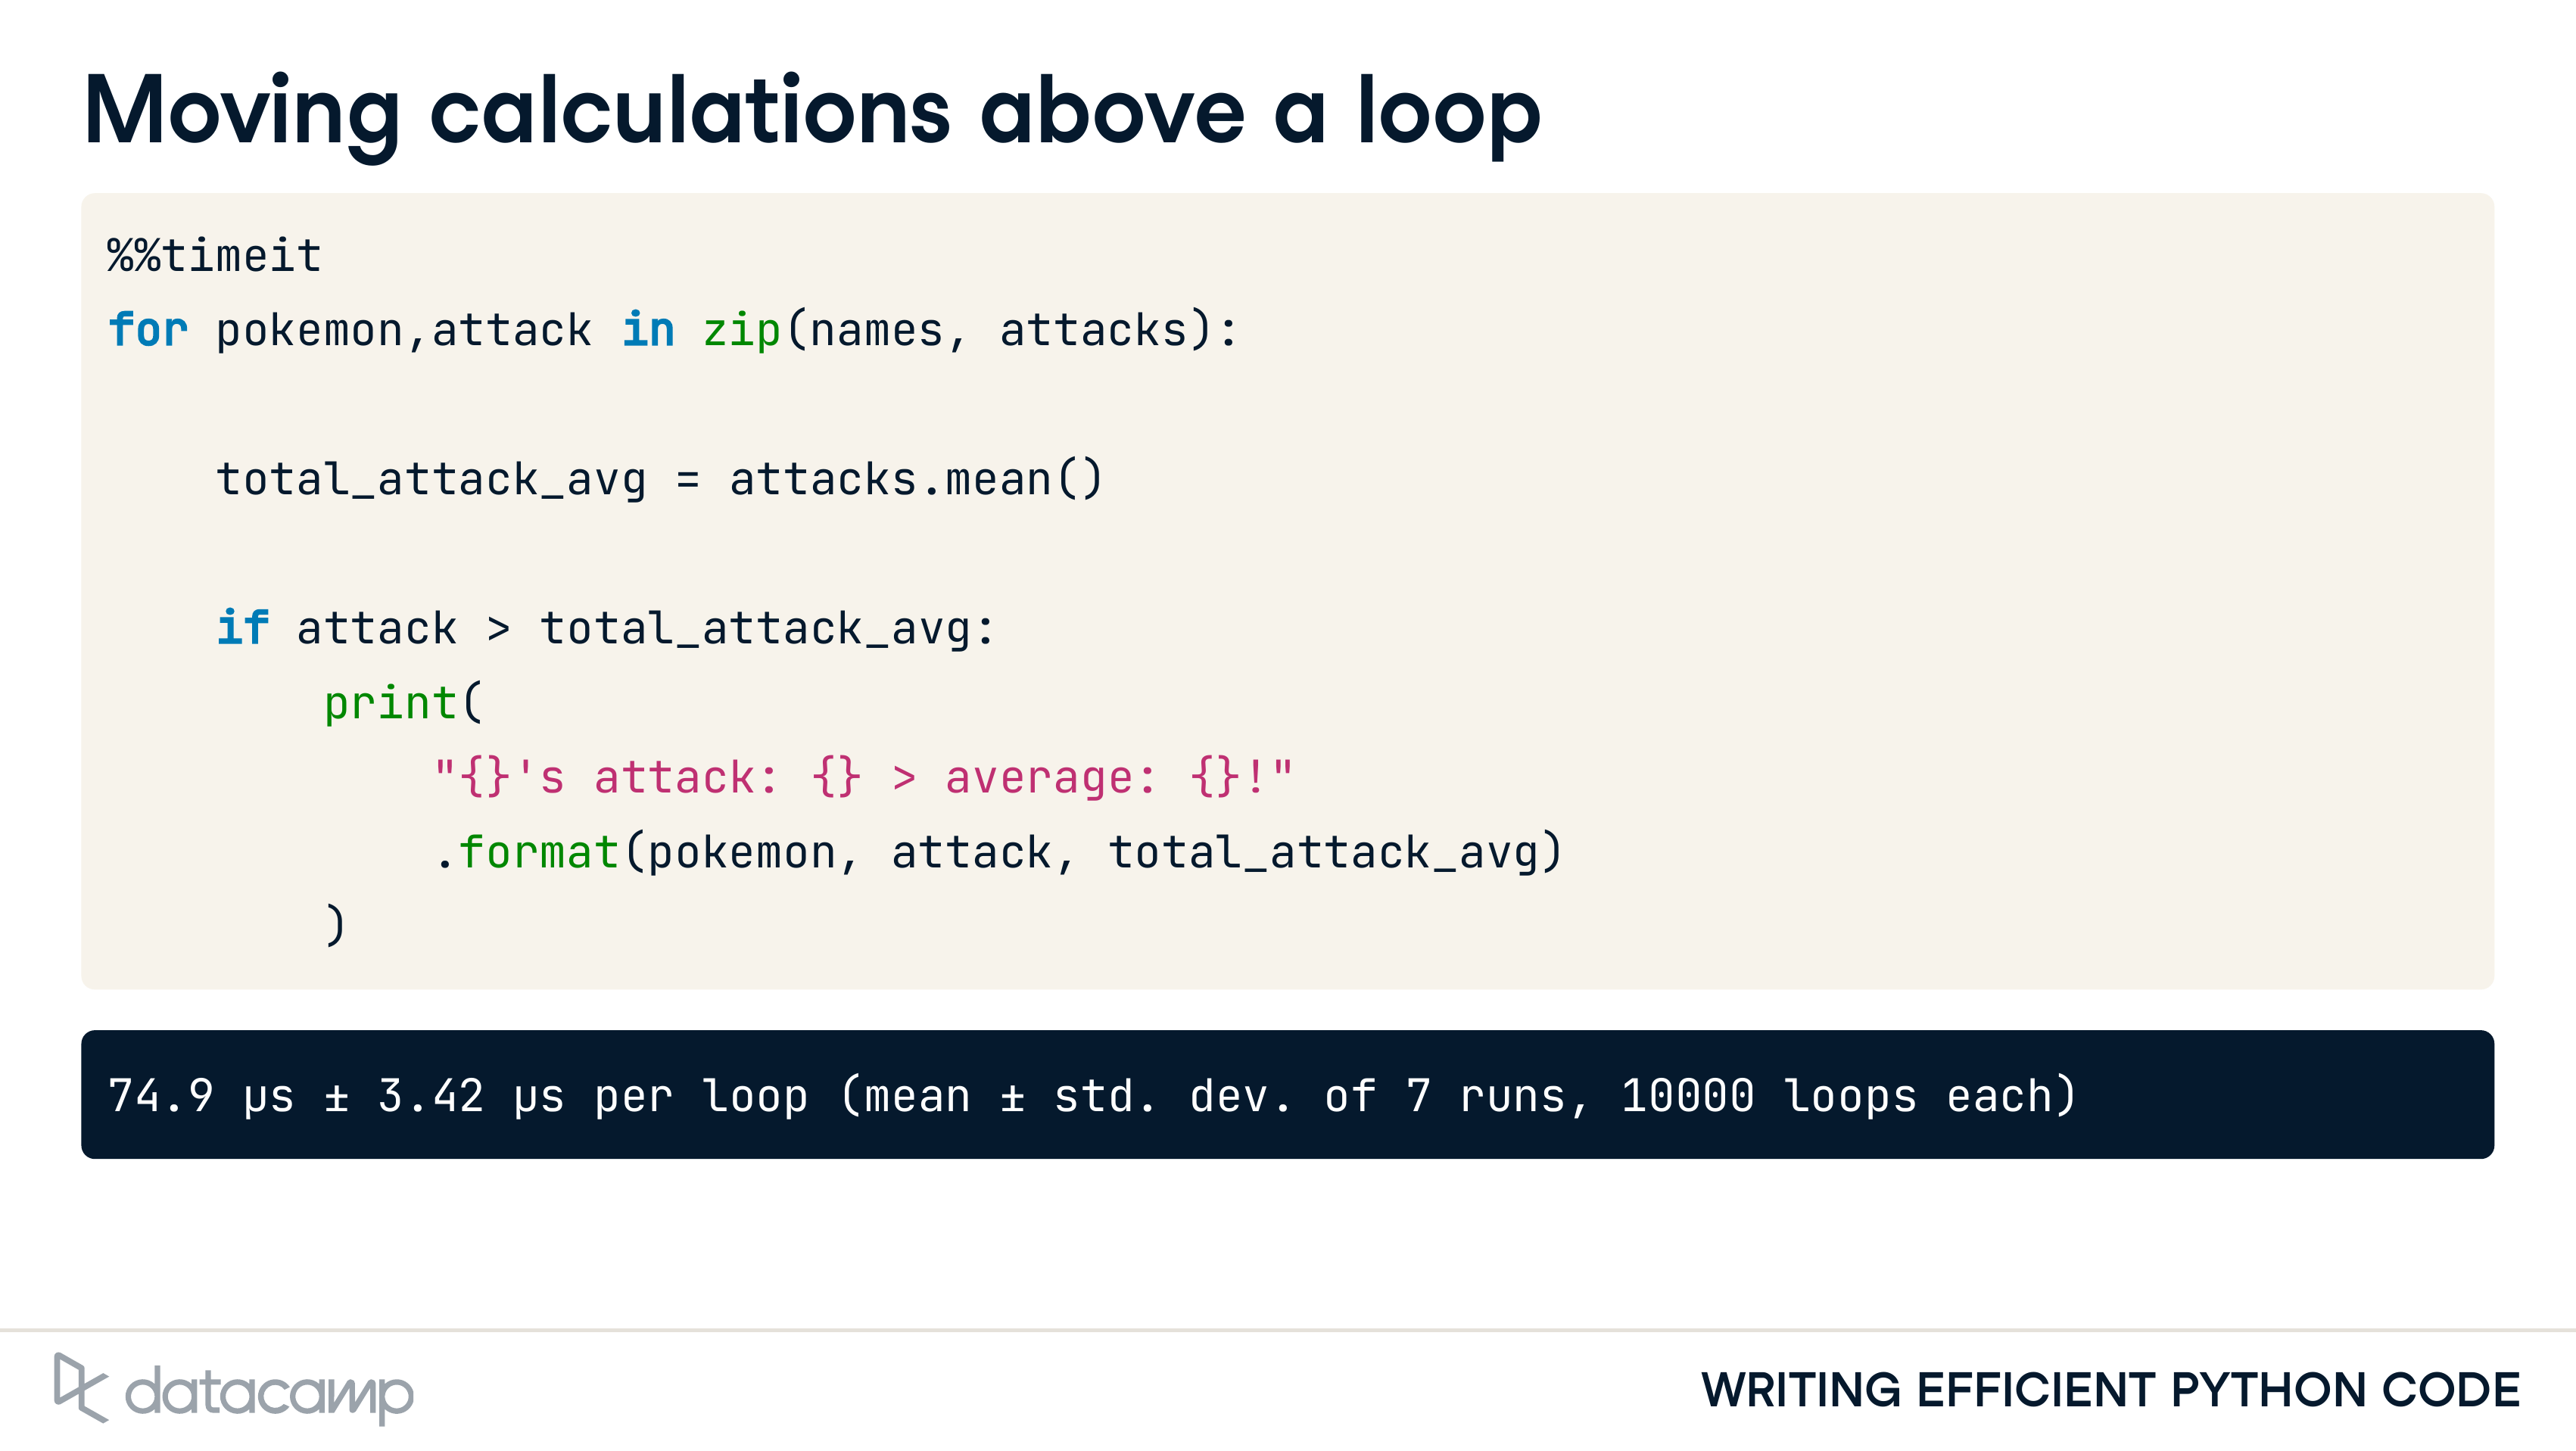 Moving calculations above a loop
%%timeit
for pokemon,attack in zip(names, attacks):
    total_attack_avg = attacks.mean()
    if attack > total_attack_avg:
        print(
            "{}'s attack: {} > average: {}!"
            .format(pokemon, attack, total_attack_avg)
        )
74.9 µs ± 3.42 µs per loop (mean ± std. dev. of 7 runs, 10000 loops each)
datacamp
WRITING EFFICIENT PYTHON CODE